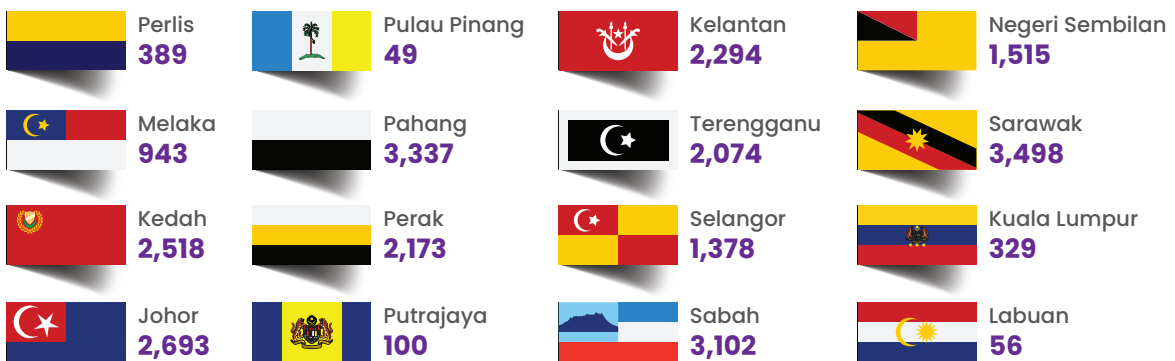 Perlis
389
Pulau Pinang
49
Kelantan
2,294
Negeri Sembilan
1,515
Melaka
943
Pahang
3,337
Terengganu
2,074
Sarawak
3,498
Kedah
2,518
Perak
2,173
Selangor
1,378
Kuala Lumpur
329
Johor
2,693
Putrajaya
100
Sabah
3,102
Labuan
56